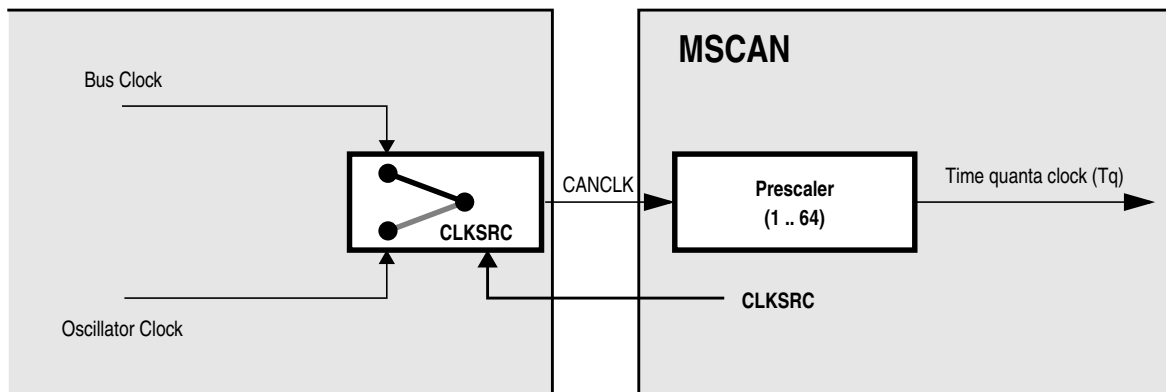 MSCAN
Bus Clock
CANCLK
Time quanta clock (Tq)
Prescaler
(1 .. 64)
CLKSRC
CLKSRC
Oscillator Clock